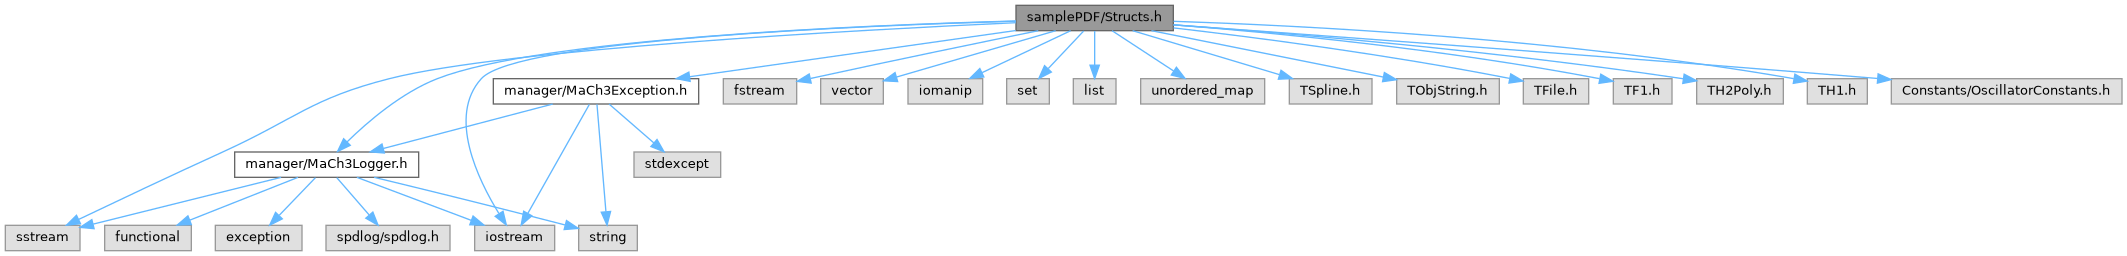 samplePDF/Structs.h
manager/MaCh3Exception.h
fstream
vector
iomanip
set
list
unordered_map
TSpline.h
TObjString.h
TFile.h
TF1.h
TH2Poly.h
TH1.h
Constants/OscillatorConstants.h
manager/MaCh3Logger.h
stdexcept
sstream
functional
exception
spdlog/spdlog.h
iostream
string